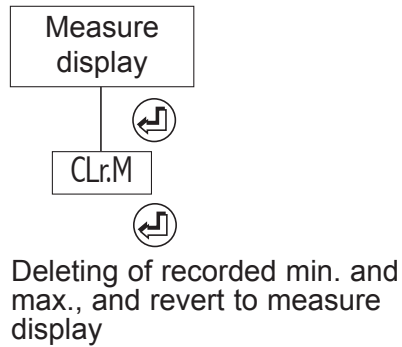 Measure
display
CLr.M
Deleting of recorded min. and
max., and revert to measure
display